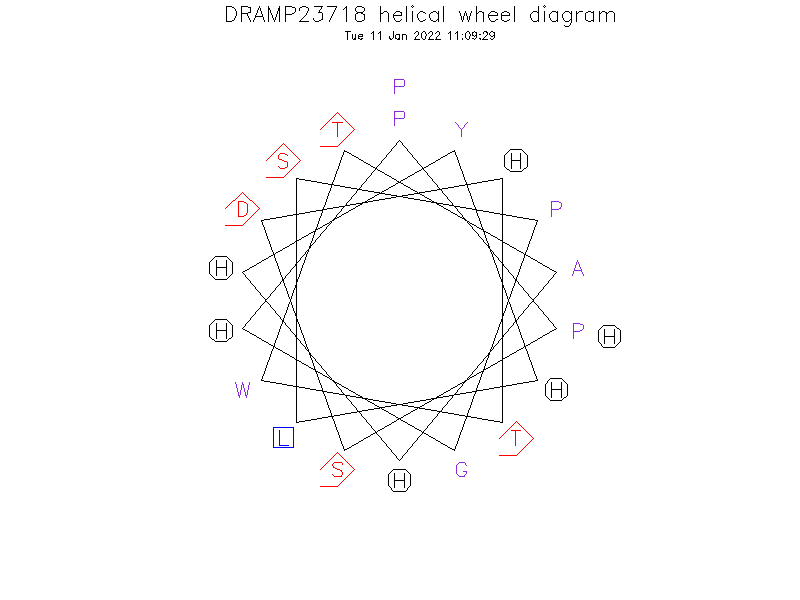 DRAMP23718 helical wheel diagram
Tue 11 Jan 2022 11:09:29
P
T P Y
S H
D P
H A
H P H
W H
L T
S H G